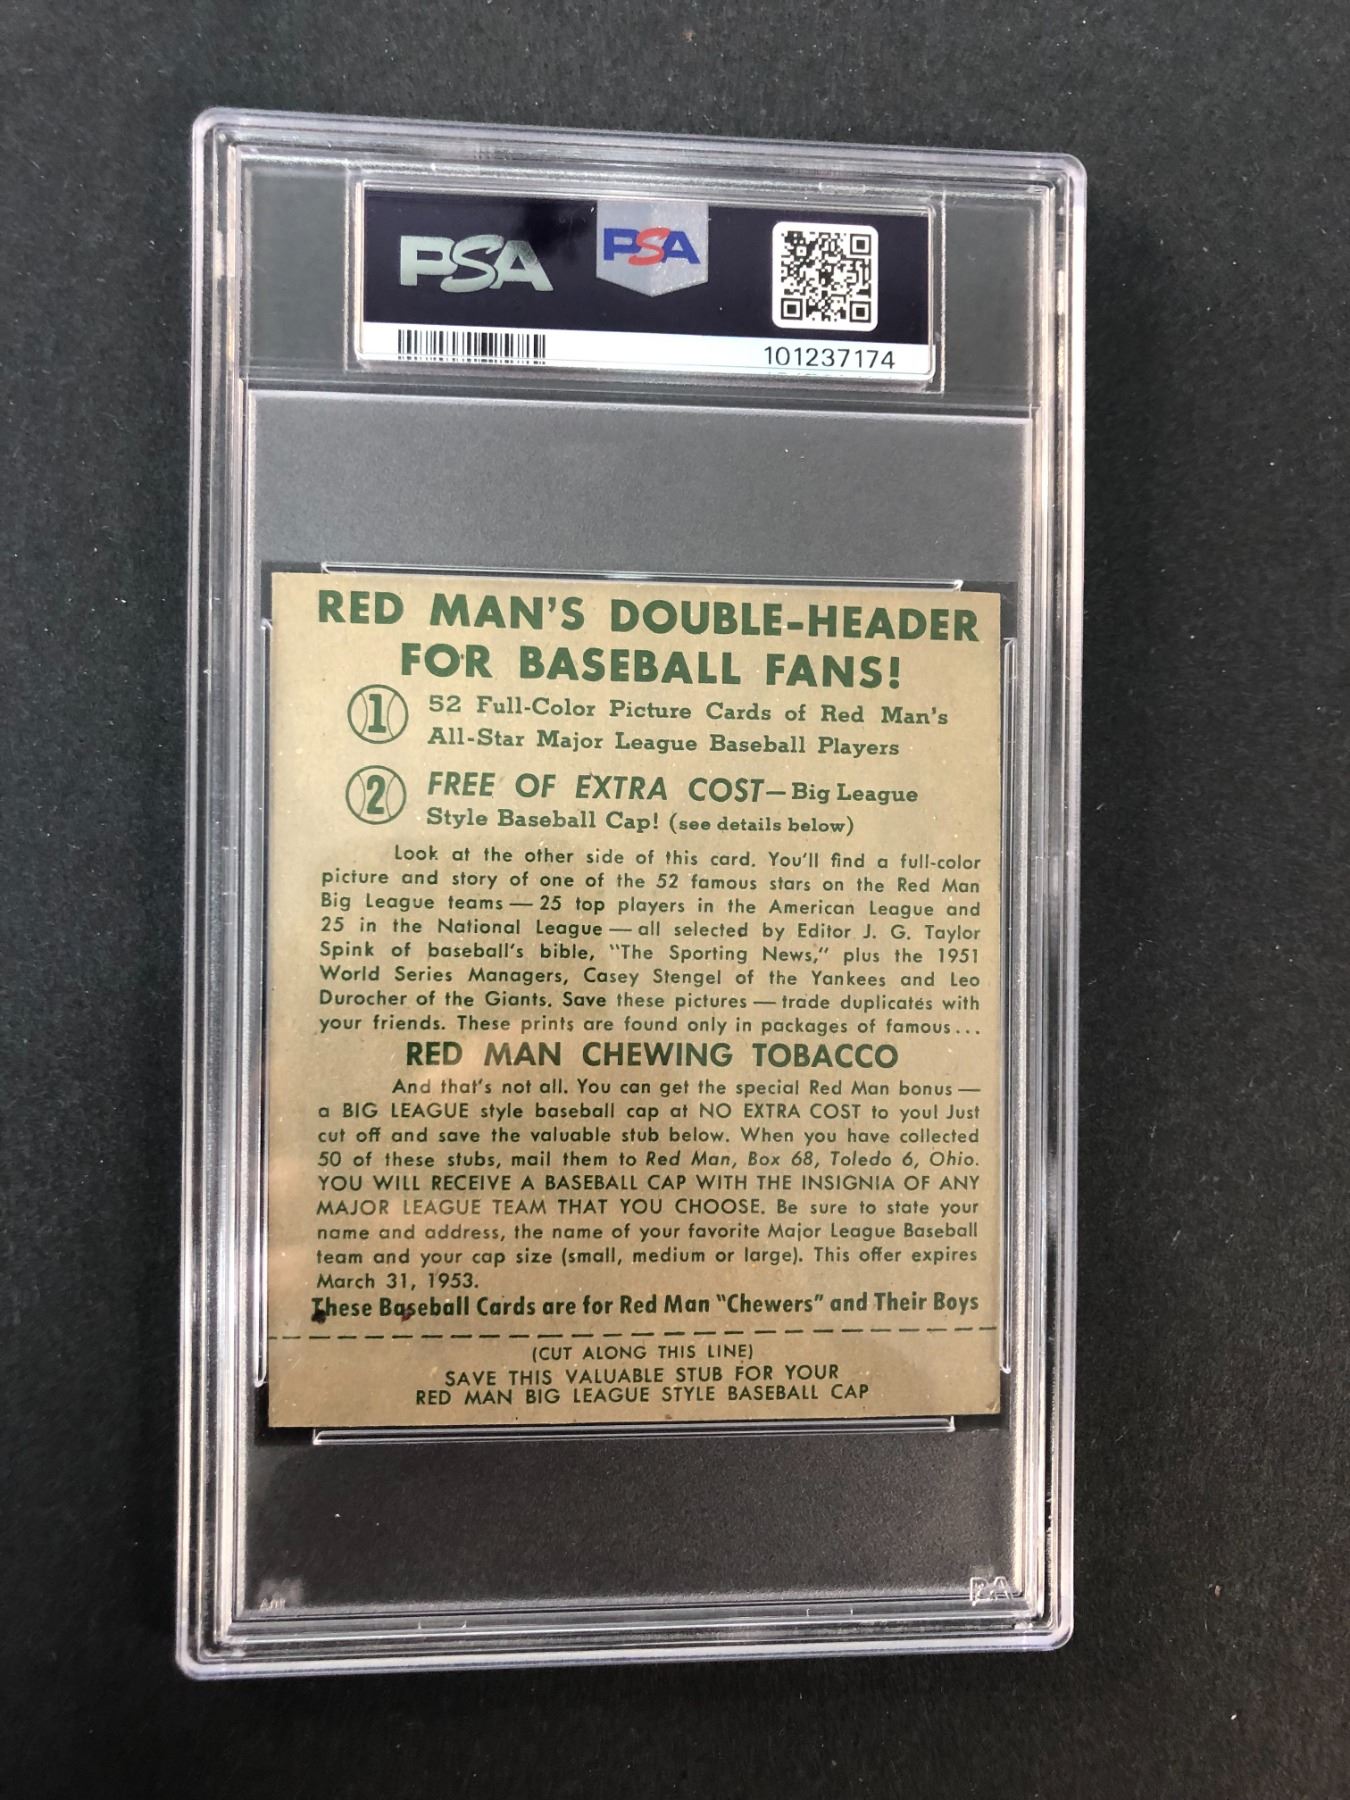 PSA
PSA
101237174
RED MAN'S DOUBLE-HEADER
FOR BASEBALL FANS!
1 52 Full-Color Picture Cards of Red Man's
All-Star Major League Baseball Players
2 FREE OF EXTRA COST—Big League
Style Baseball Cap! (see details below)
Look at the other side of this card. You'll find a full-color
picture and story of one of the 52 famous stars on the Red Man
Big League teams — 25 top players in the American League and
25 in the National League — all selected by Editor J. G. Taylor
Spink of baseball's bible, "The Sporting News," plus the 1951
World Series Managers, Casey Stengel of the Yankees and Leo
Durocher of the Giants. Save these pictures — trade duplicates with
your friends. These prints are found only in packages of famous...
RED MAN CHEWING TOBACCO
And that's not all. You can get the special Red Man bonus —
a BIG LEAGUE style baseball cap at NO EXTRA COST to you! Just
cut off and save the valuable stub below. When you have collected
50 of these stubs, mail them to Red Man, Box 68, Toledo 6, Ohio.
YOU WILL RECEIVE A BASEBALL CAP WITH THE INSIGNIA OF ANY
MAJOR LEAGUE TEAM THAT YOU CHOOSE. Be sure to state your
name and address, the name of your favorite Major League Baseball
team and your cap size (small, medium or large). This offer expires
March 31, 1953.
These Baseball Cards are for Red Man "Chewers" and Their Boys
(CUT ALONG THIS LINE)
SAVE THIS VALUABLE STUB FOR YOUR
RED MAN BIG LEAGUE STYLE BASEBALL CAP